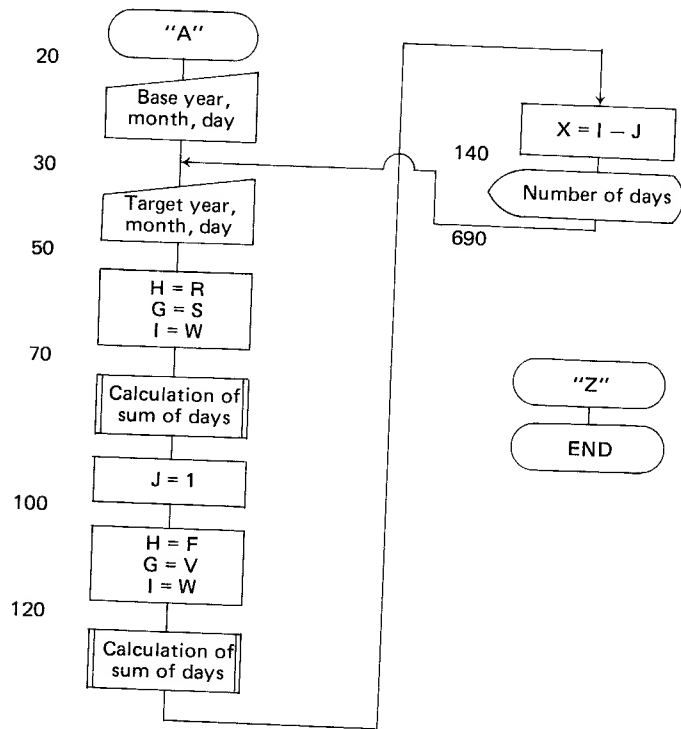 "A"
20
Base year,
month, day
30
Target year,
month, day
50
H = R
G = S
I = W
70
Calculation of
sum of days
J = 1
100
H = F
G = V
I = W
120
Calculation of
sum of days
X = I – J
140
Number of days
690
"Z"
END